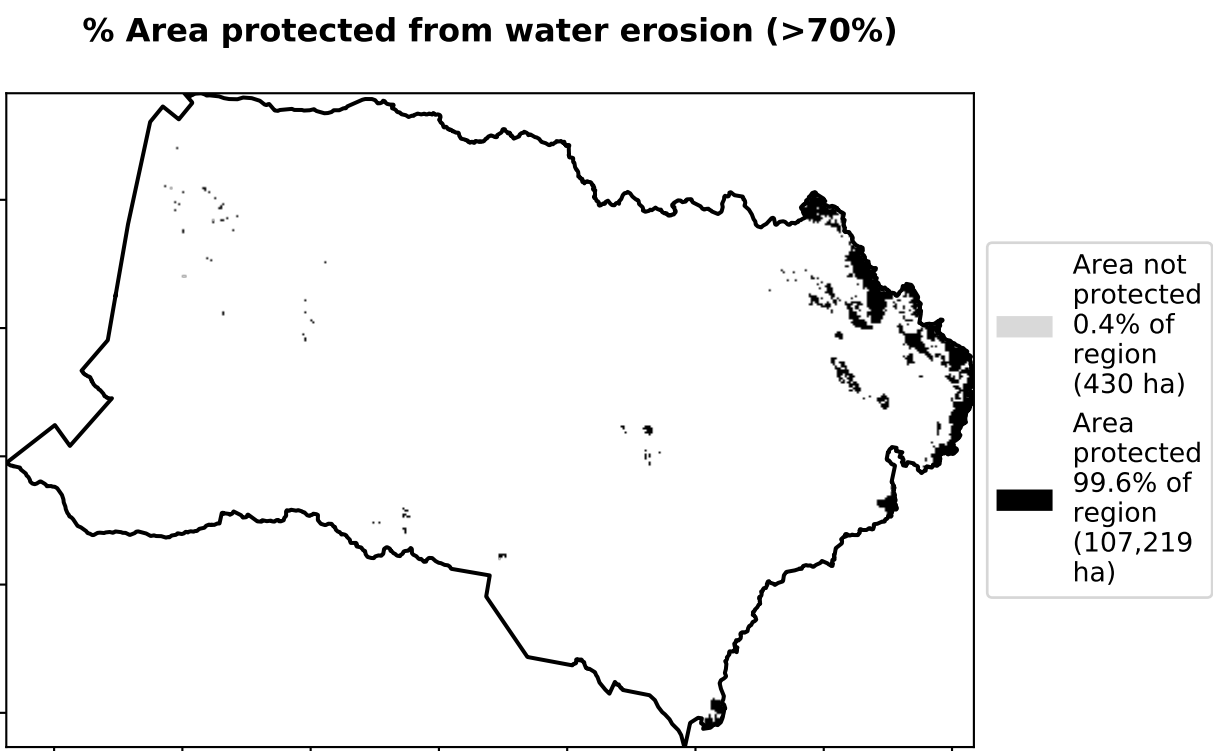 % Area protected from water erosion (>70%)
Area not
protected
0.4% of
region
(430 ha)
Area
protected
99.6% of
region
(107,219
ha)